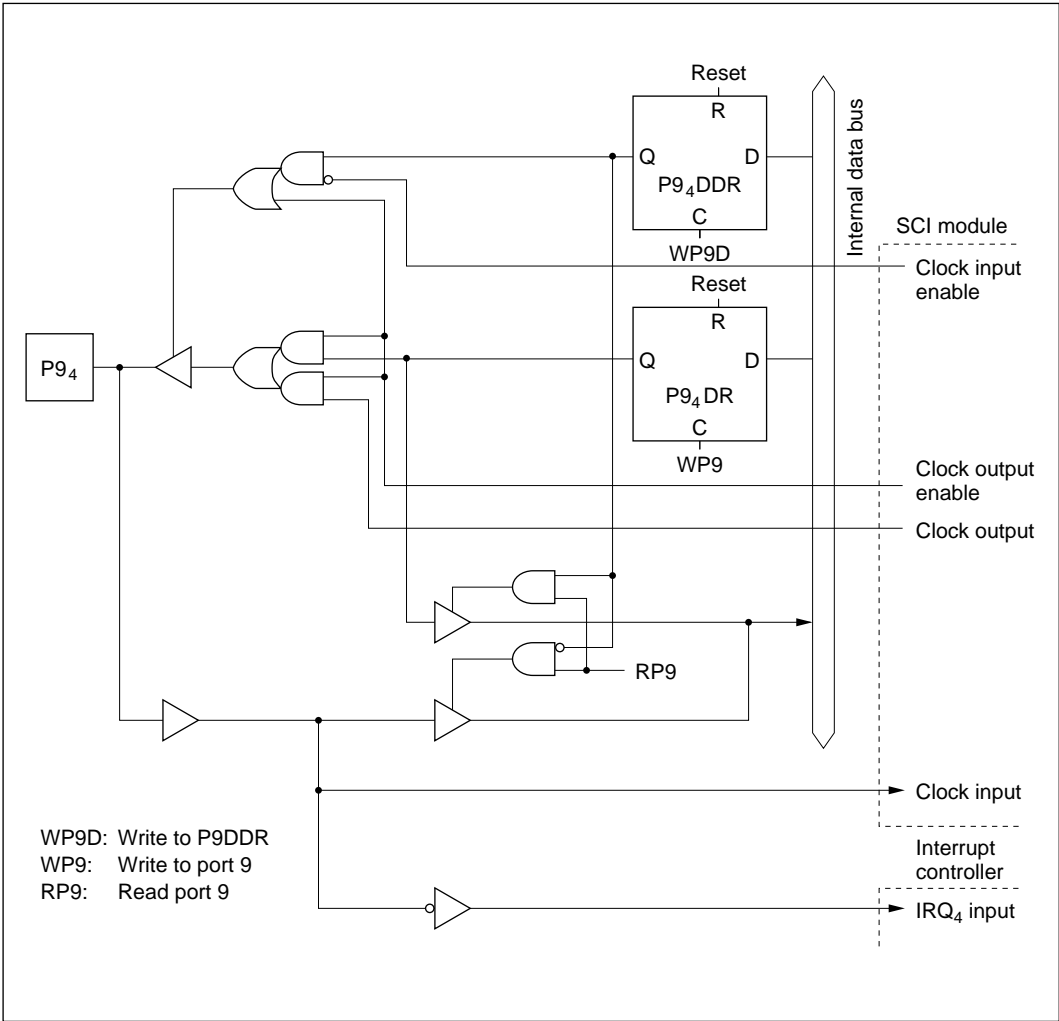 Reset
R
Q
D
P9₄DDR
C
WP9D
Internal data bus
SCI module
Clock input
enable
Reset
R
P9₄
Q
D
P9₄DR
C
WP9
Clock output
enable
Clock output
RP9
Clock input
WP9D: Write to P9DDR
WP9: Write to port 9
RP9: Read port 9
Interrupt
controller
IRQ₄ input